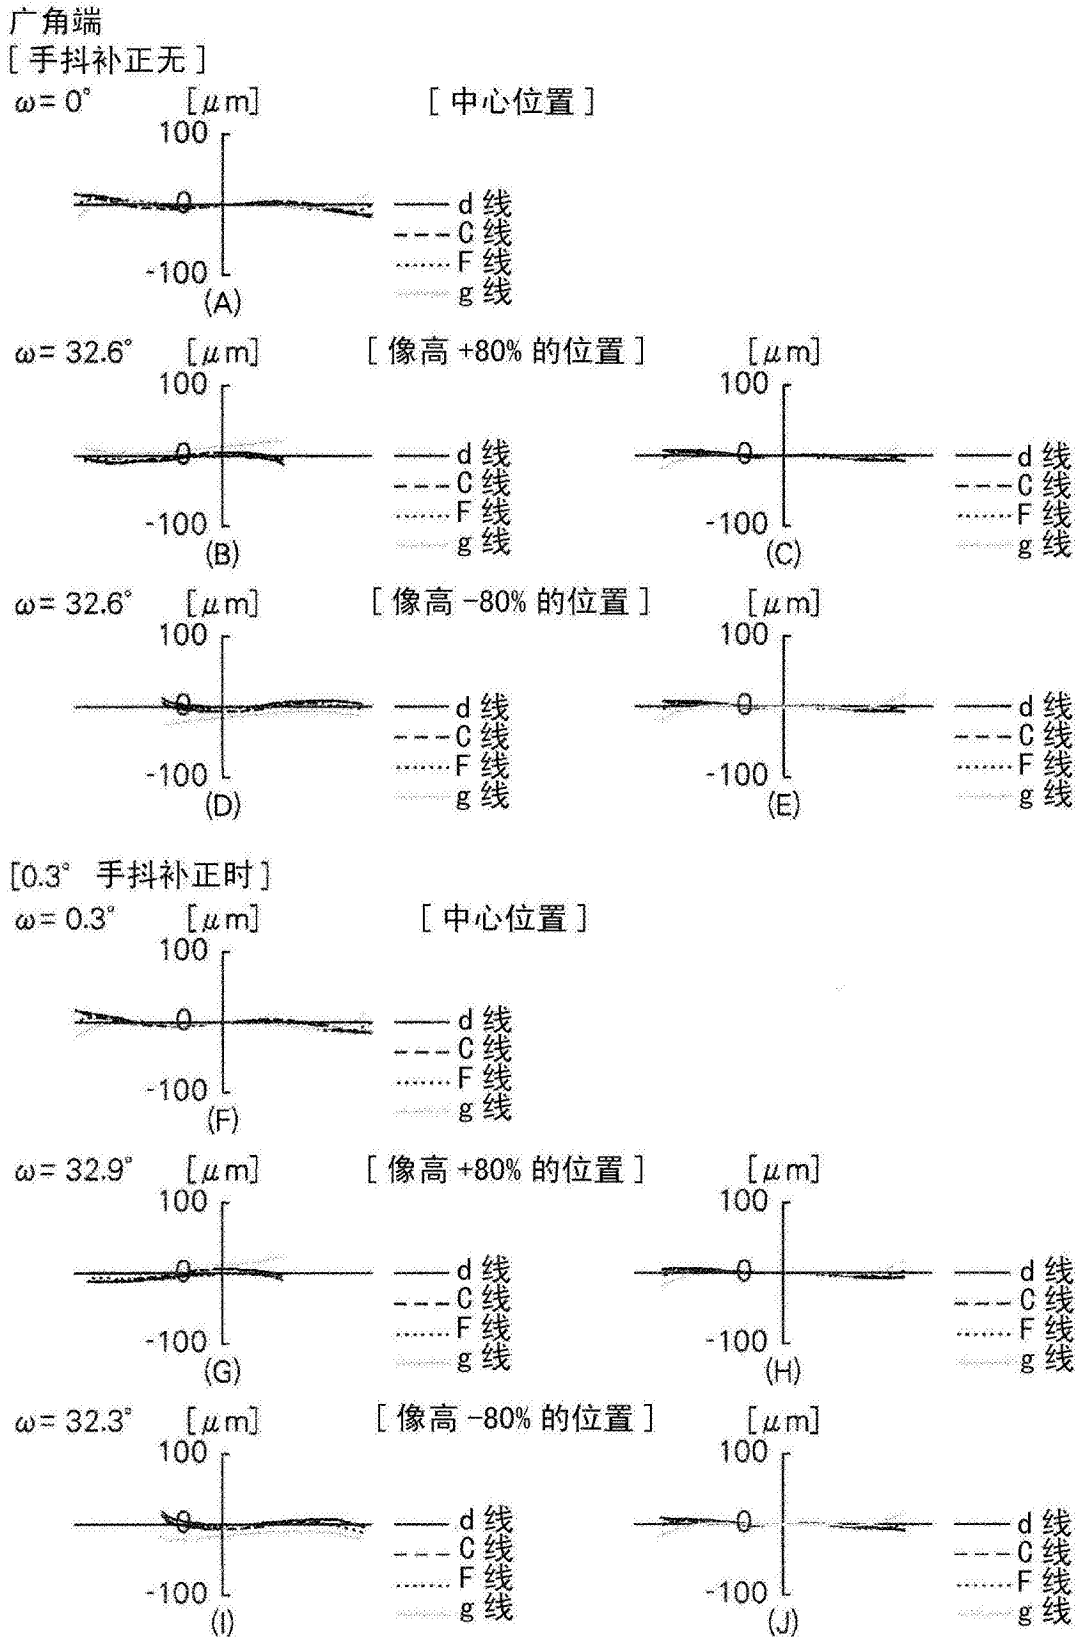 广角端
[手抖补正无]
ω= 0° [μm] [中心位置]
100
0
-100
(A)
d 线
C 线
F 线
g 线
ω= 32.6° [μm] [像高 +80% 的位置] [μm]
100
0
-100
(B)
d 线
C 线
F 线
g 线
100
0
-100
(C)
d 线
C 线
F 线
g 线
ω= 32.6° [μm] [像高 -80% 的位置] [μm]
100
0
-100
(D)
d 线
C 线
F 线
g 线
100
0
-100
(E)
d 线
C 线
F 线
g 线
[0.3° 手抖补正时]
ω= 0.3° [μm] [中心位置]
100
0
-100
(F)
d 线
C 线
F 线
g 线
ω= 32.9° [μm] [像高 +80% 的位置] [μm]
100
0
-100
(G)
d 线
C 线
F 线
g 线
100
0
-100
(H)
d 线
C 线
F 线
g 线
ω= 32.3° [μm] [像高 -80% 的位置] [μm]
100
0
-100
(I)
d 线
C 线
F 线
g 线
100
0
-100
(J)
d 线
C 线
F 线
g 线